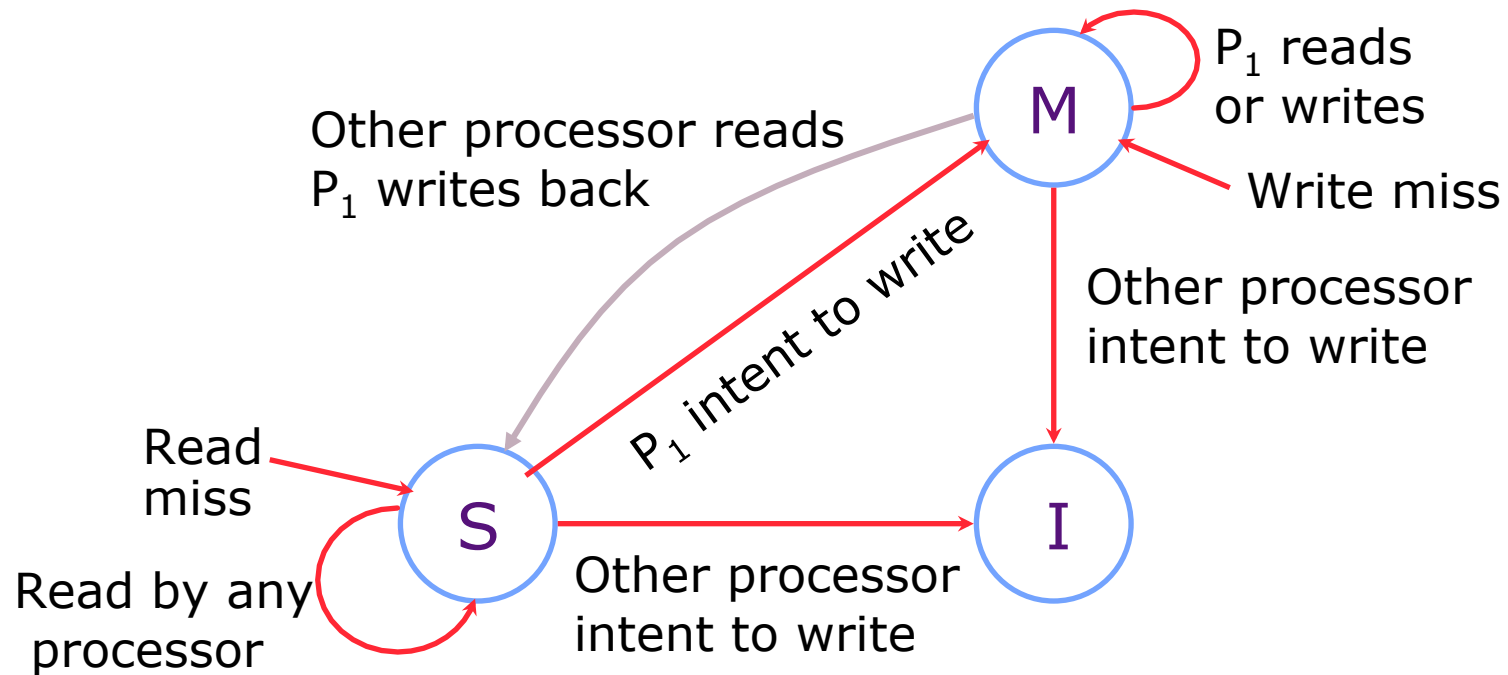 P₁ reads
or writes
M
Other processor reads
P₁ writes back
Write miss
P₁ intent to write
Other processor
intent to write
Read
miss
S
I
Read by any
processor
Other processor
intent to write